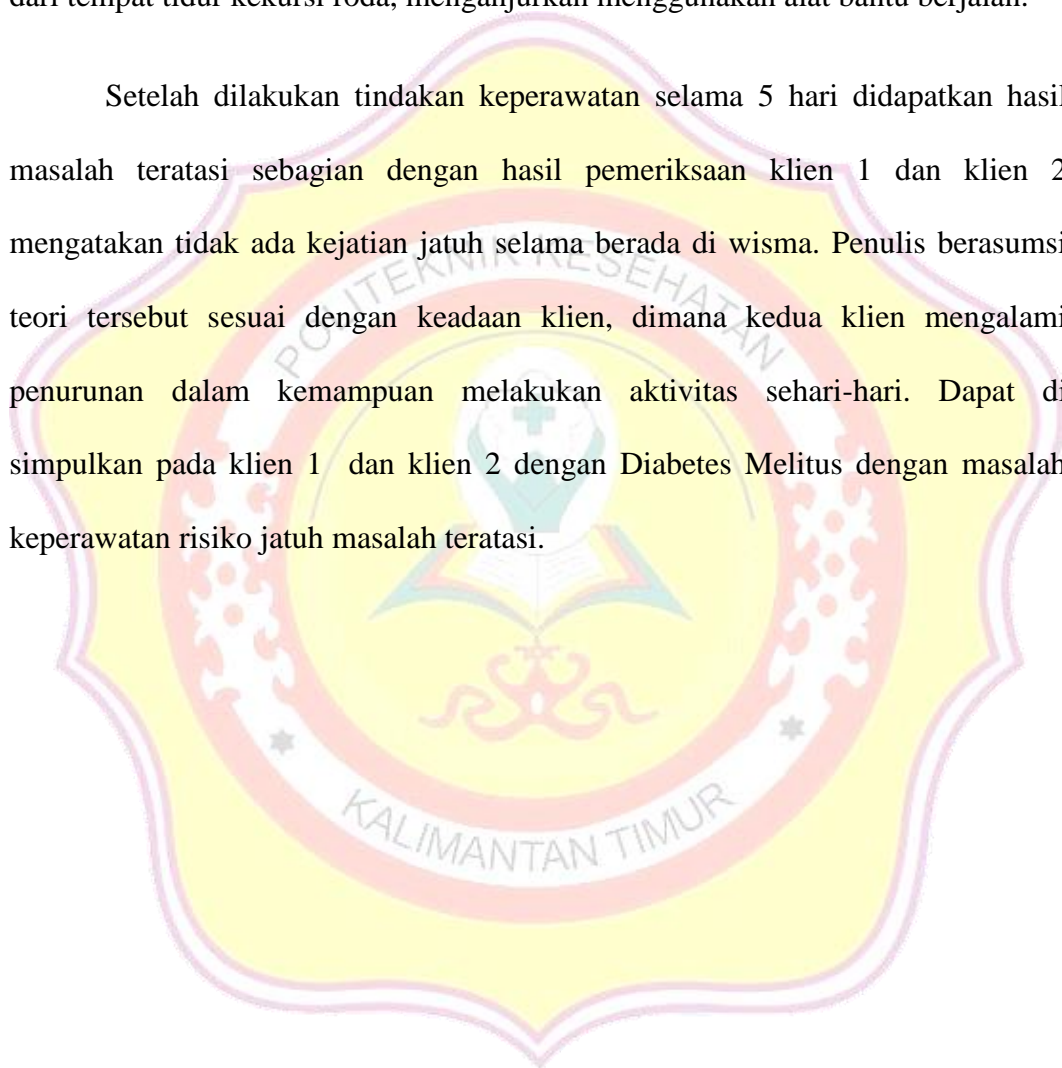 dari tempat tidur kekursi roda, menganjurkan menggunakan alat bantu berjalan.
Setelah dilakukan tindakan keperawatan selama 5 hari didapatkan hasil
masalah teratasi sebagian dengan hasil pemeriksaan klien 1 dan klien 2
mengatakan tidak ada kejatian jatuh selama berada di wisma. Penulis berasumsi
teori tersebut sesuai dengan keadaan klien, dimana kedua klien mengalami
penurunan dalam kemampuan melakukan aktivitas sehari-hari. Dapat di
simpulkan pada klien 1 dan klien 2 dengan Diabetes Melitus dengan masalah
keperawatan risiko jatuh masalah teratasi.
POLITEKNIK KESEHATAN
KALIMANTAN TIMUR